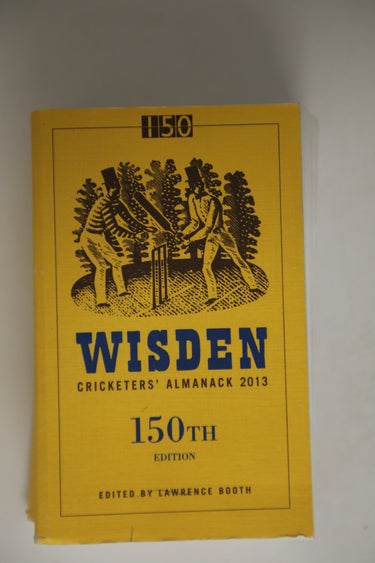 150
WISDEN
CRICKETERS' ALMANACK 2013
150TH
EDITION
EDITED BY LAWRENCE BOOTH